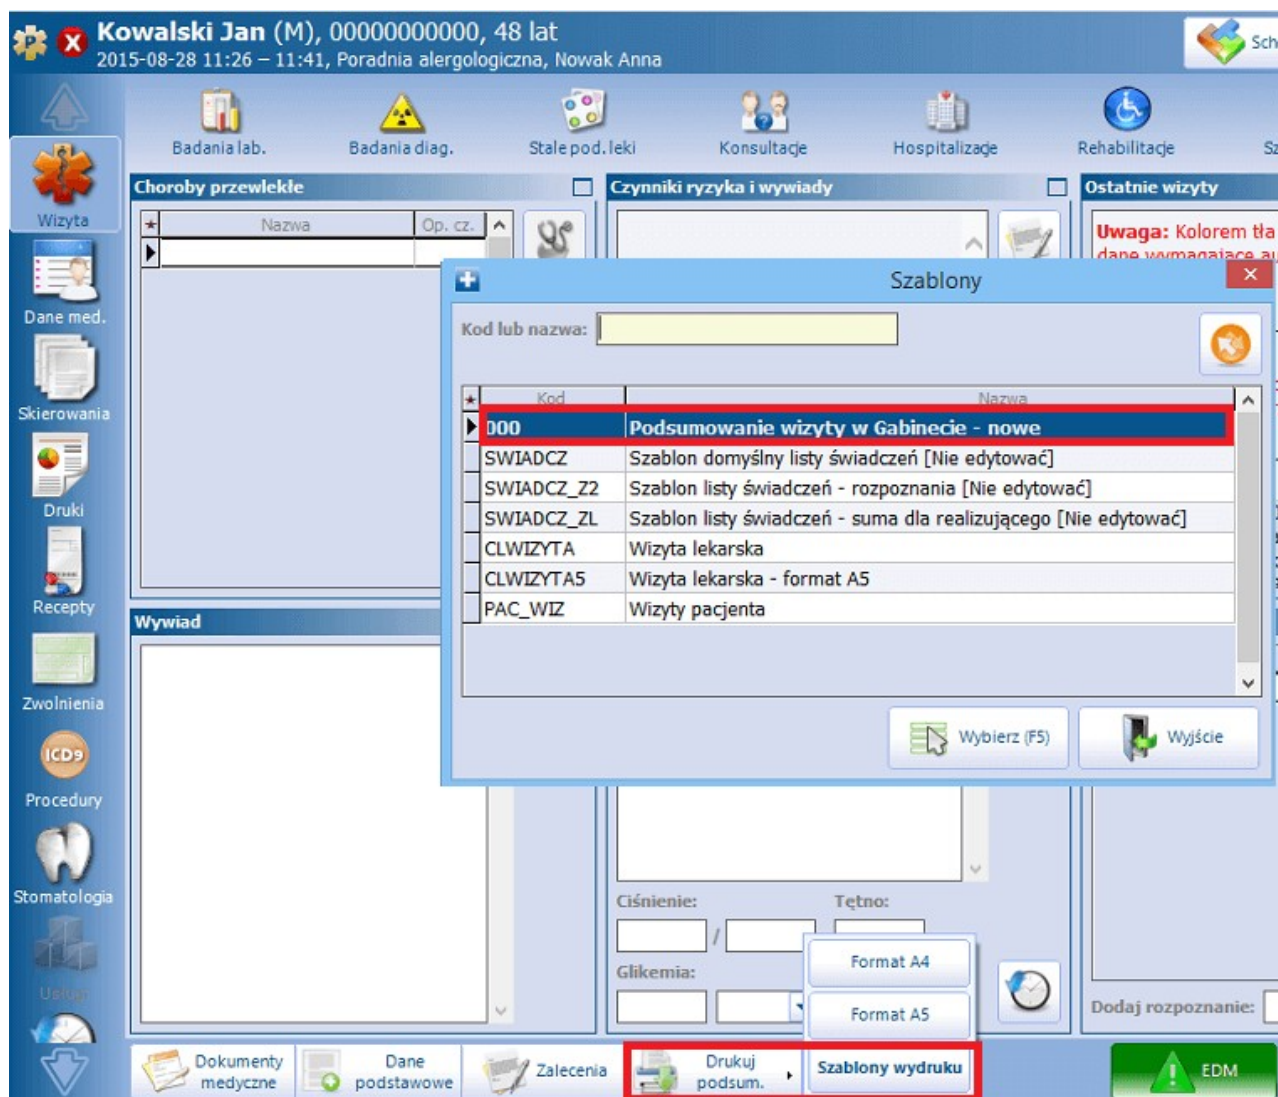 Kowalski Jan (M), 00000000000, 48 lat
2015-08-28 11:26 – 11:41, Poradnia alergologiczna, Nowak Anna
Sch
Badania lab.
Badania diag.
Stale pod. leki
Konsultacje
Hospitalizacje
Rehabilitacje
Wizyta
Dane med.
Skierowania
Druki
Recepty
Zwolnienia
ICD9
Procedury
Stomatologia
Usługi
Choroby przewlekłe
Nazwa
Op. cz.
Czynniki ryzyka i wywiady
Ostatnie wizyty
Uwaga: Kolorem tła
dane wymagające au
Szablony
Kod lub nazwa:
Kod Nazwa
000 Podsumowanie wizyty w Gabinecie - nowe
SWIADCZ Szablon domyślny listy świadczeń [Nie edytować]
SWIADCZ_Z2 Szablon listy świadczeń - rozpoznania [Nie edytować]
SWIADCZ_ZL Szablon listy świadczeń - suma dla realizującego [Nie edytować]
CLWIZYTA Wizyta lekarska
CLWIZYTA5 Wizyta lekarska - format A5
PAC_WIZ Wizyty pacjenta
Wybierz (F5)
Wyjście
Wywiad
Ciśnienie:
Tętno:
/
Glikemia:
Format A4
Format A5
Szablony wydruku
Dodaj rozpoznanie:
Dokumenty
medyczne
Dane
podstawowe
Zalecenia
Drukuj
podsum.
EDM